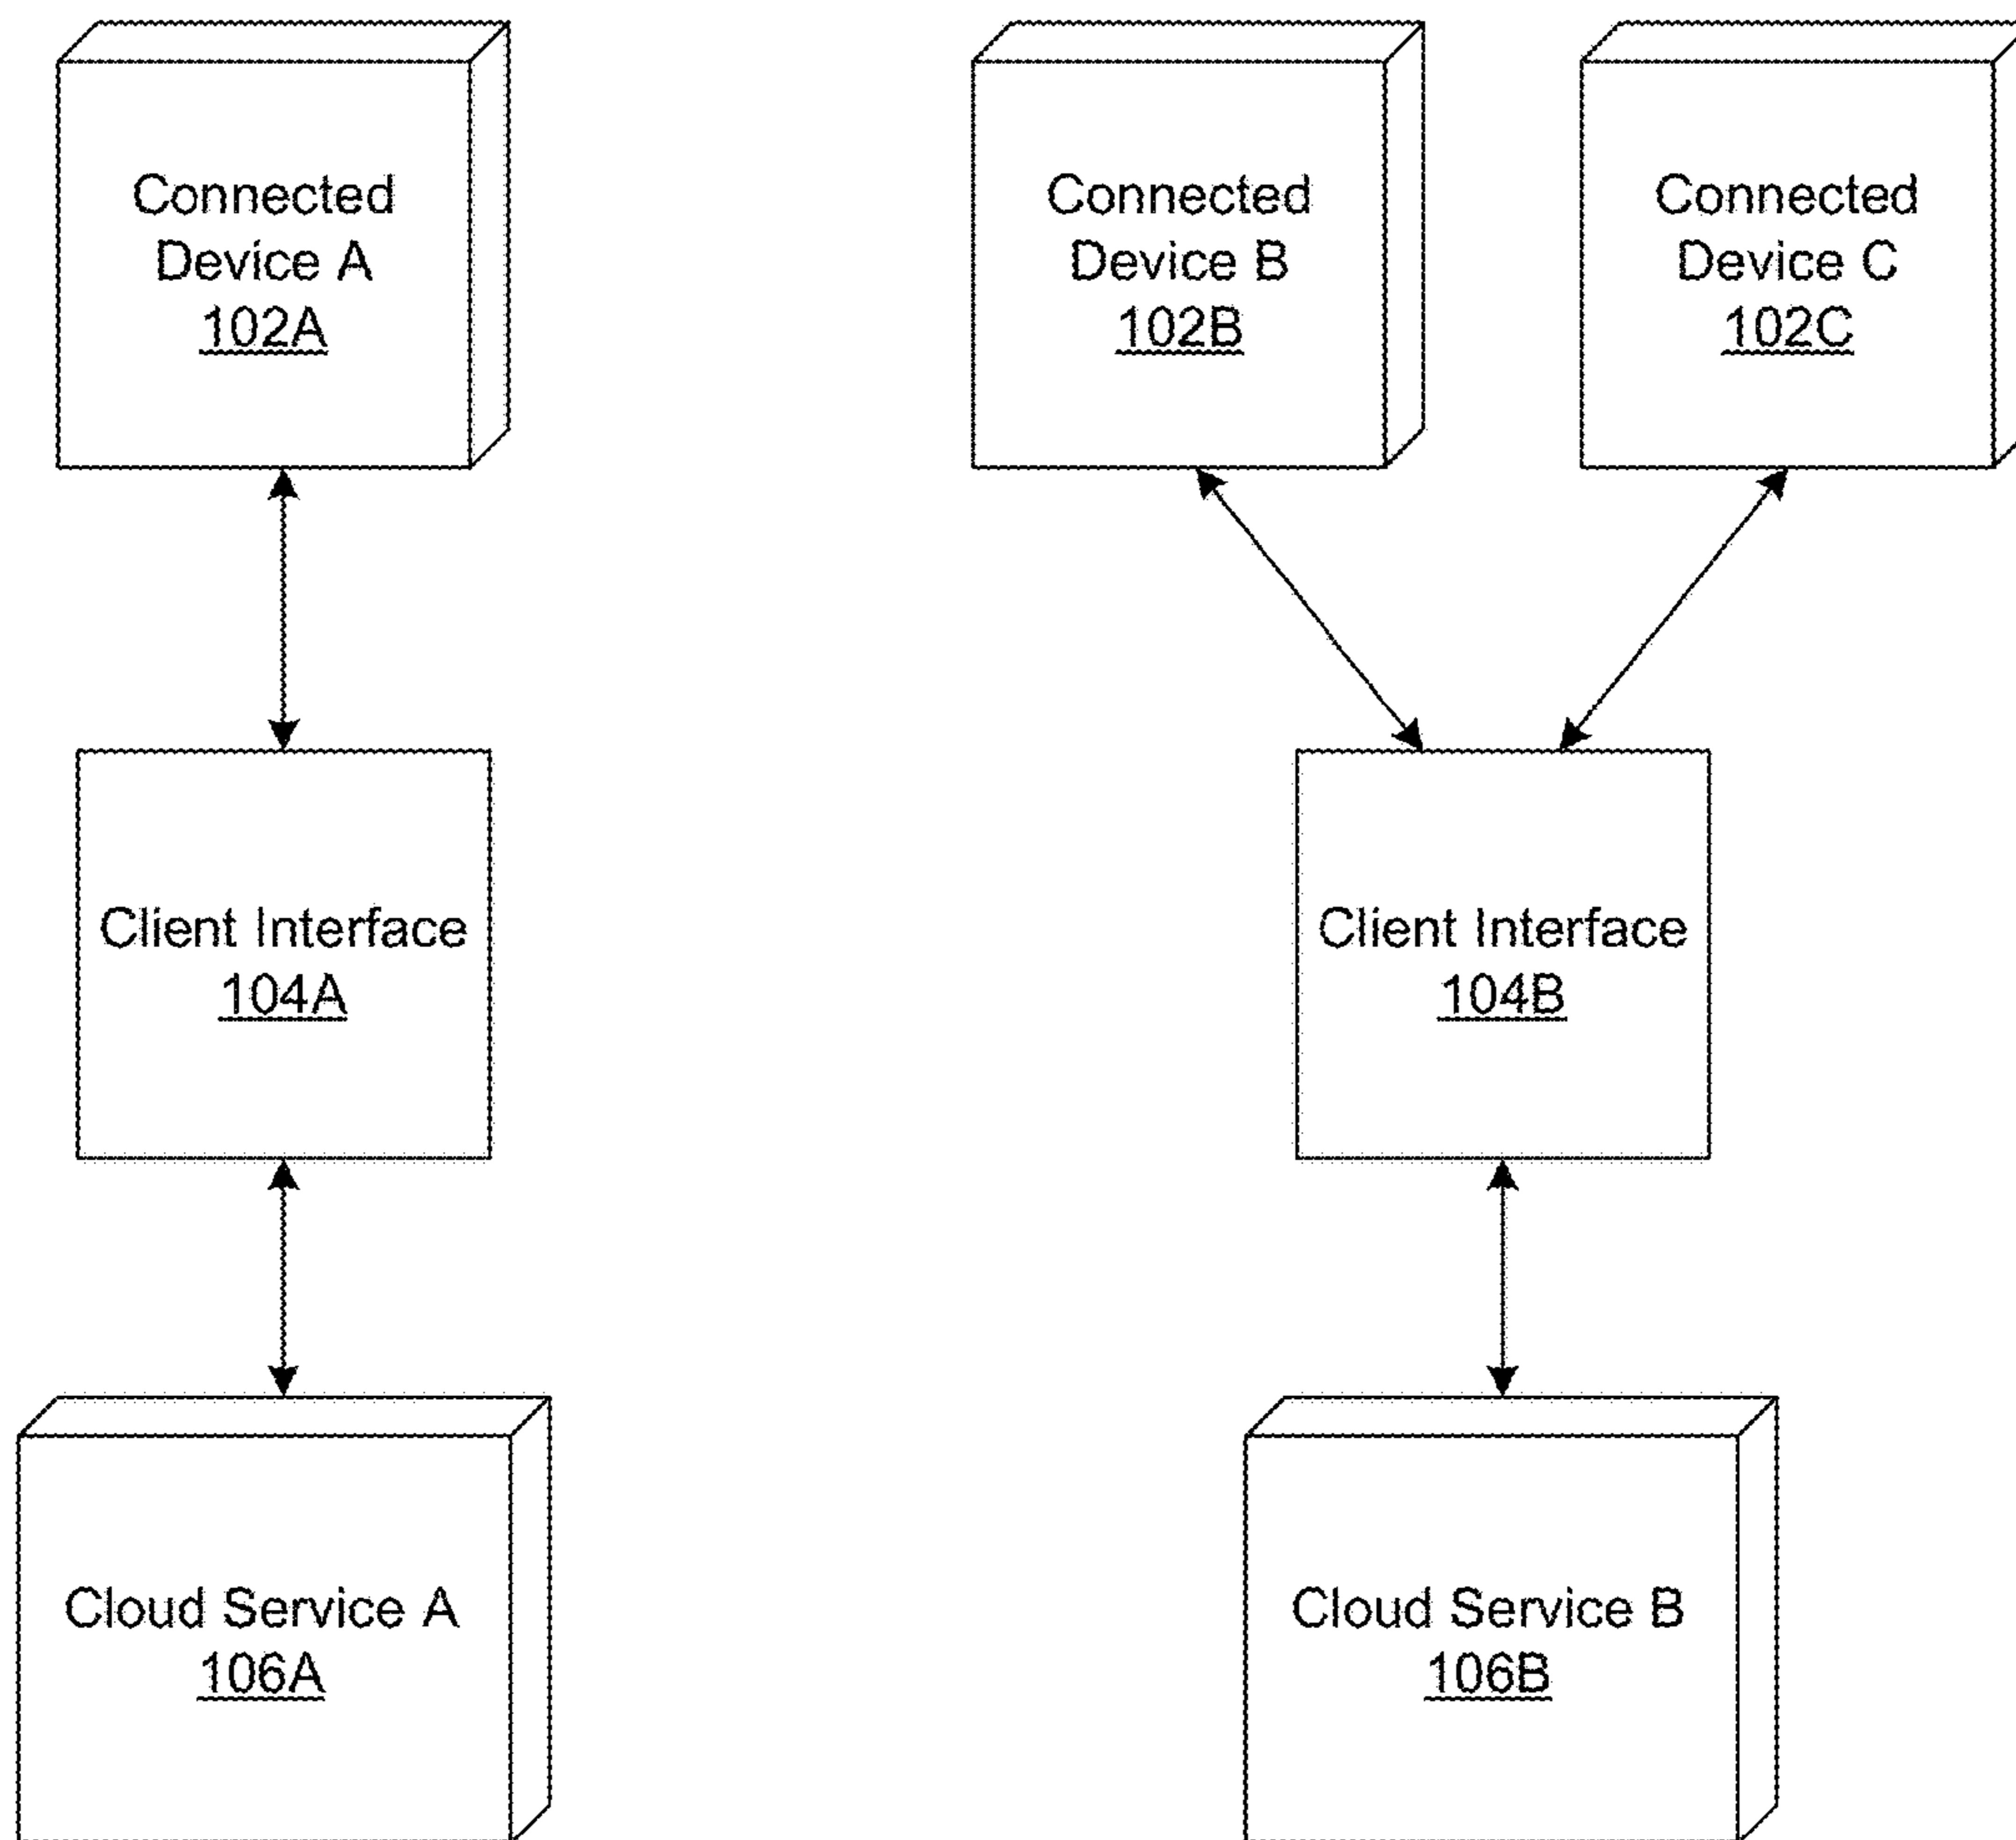 Connected
Device A
102A
Connected
Device B
102B
Connected
Device C
102C
Client Interface
104A
Client Interface
104B
Cloud Service A
106A
Cloud Service B
106B